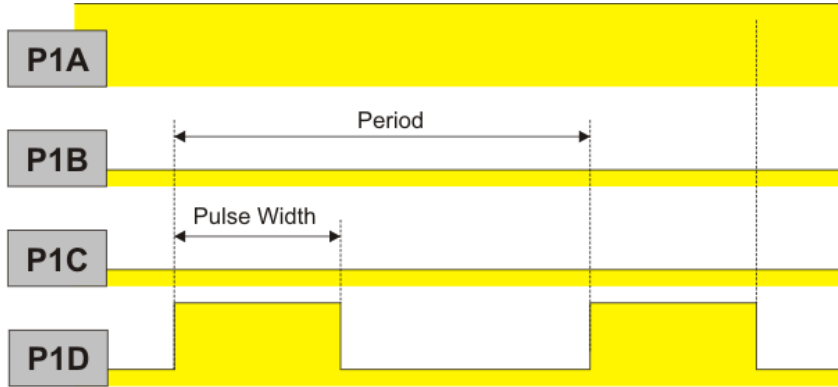 P1A
Period
P1B
Pulse Width
P1C
P1D